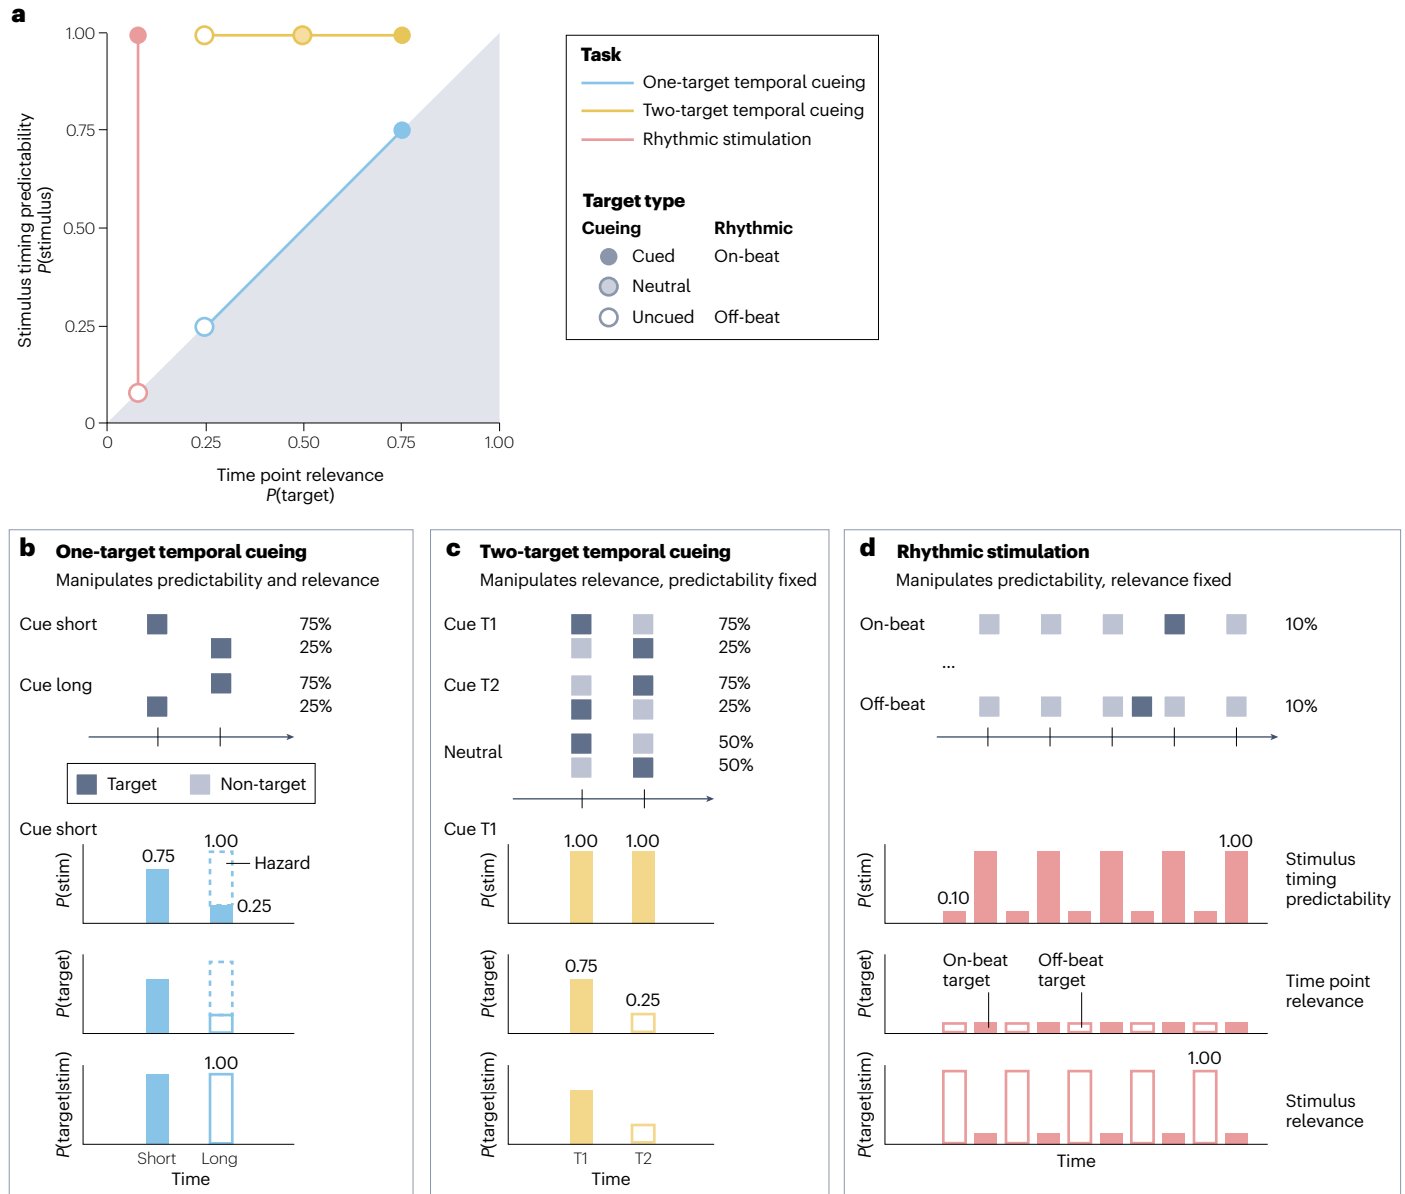 a
1.00
0.75
0.50
0.25
0
0
0.25
0.50
0.75
1.00
Stimulus timing predictability
P(stimulus)
Time point relevance
P(target)
Task
One-target temporal cueing
Two-target temporal cueing
Rhythmic stimulation
Target type
Cueing Rhythmic
Cued On-beat
Neutral
Uncued Off-beat
b One-target temporal cueing
Manipulates predictability and relevance
Cue short 75%
25%
Cue long 75%
25%
Target Non-target
Cue short
P(stim)
0.75
1.00
Hazard
0.25
P(target)
P(target|stim)
1.00
Short Long
Time
c Two-target temporal cueing
Manipulates relevance, predictability fixed
Cue T1 75%
25%
Cue T2 75%
25%
Neutral 50%
50%
Cue T1
P(stim)
1.00 1.00
P(target)
0.75
0.25
P(target|stim)
T1 T2
Time
d Rhythmic stimulation
Manipulates predictability, relevance fixed
On-beat 10%
...
Off-beat 10%
P(stim)
0.10
1.00
Stimulus
timing
predictability
P(target)
On-beat
target
Off-beat
target
Time point
relevance
P(target|stim)
1.00
Stimulus
relevance
Time